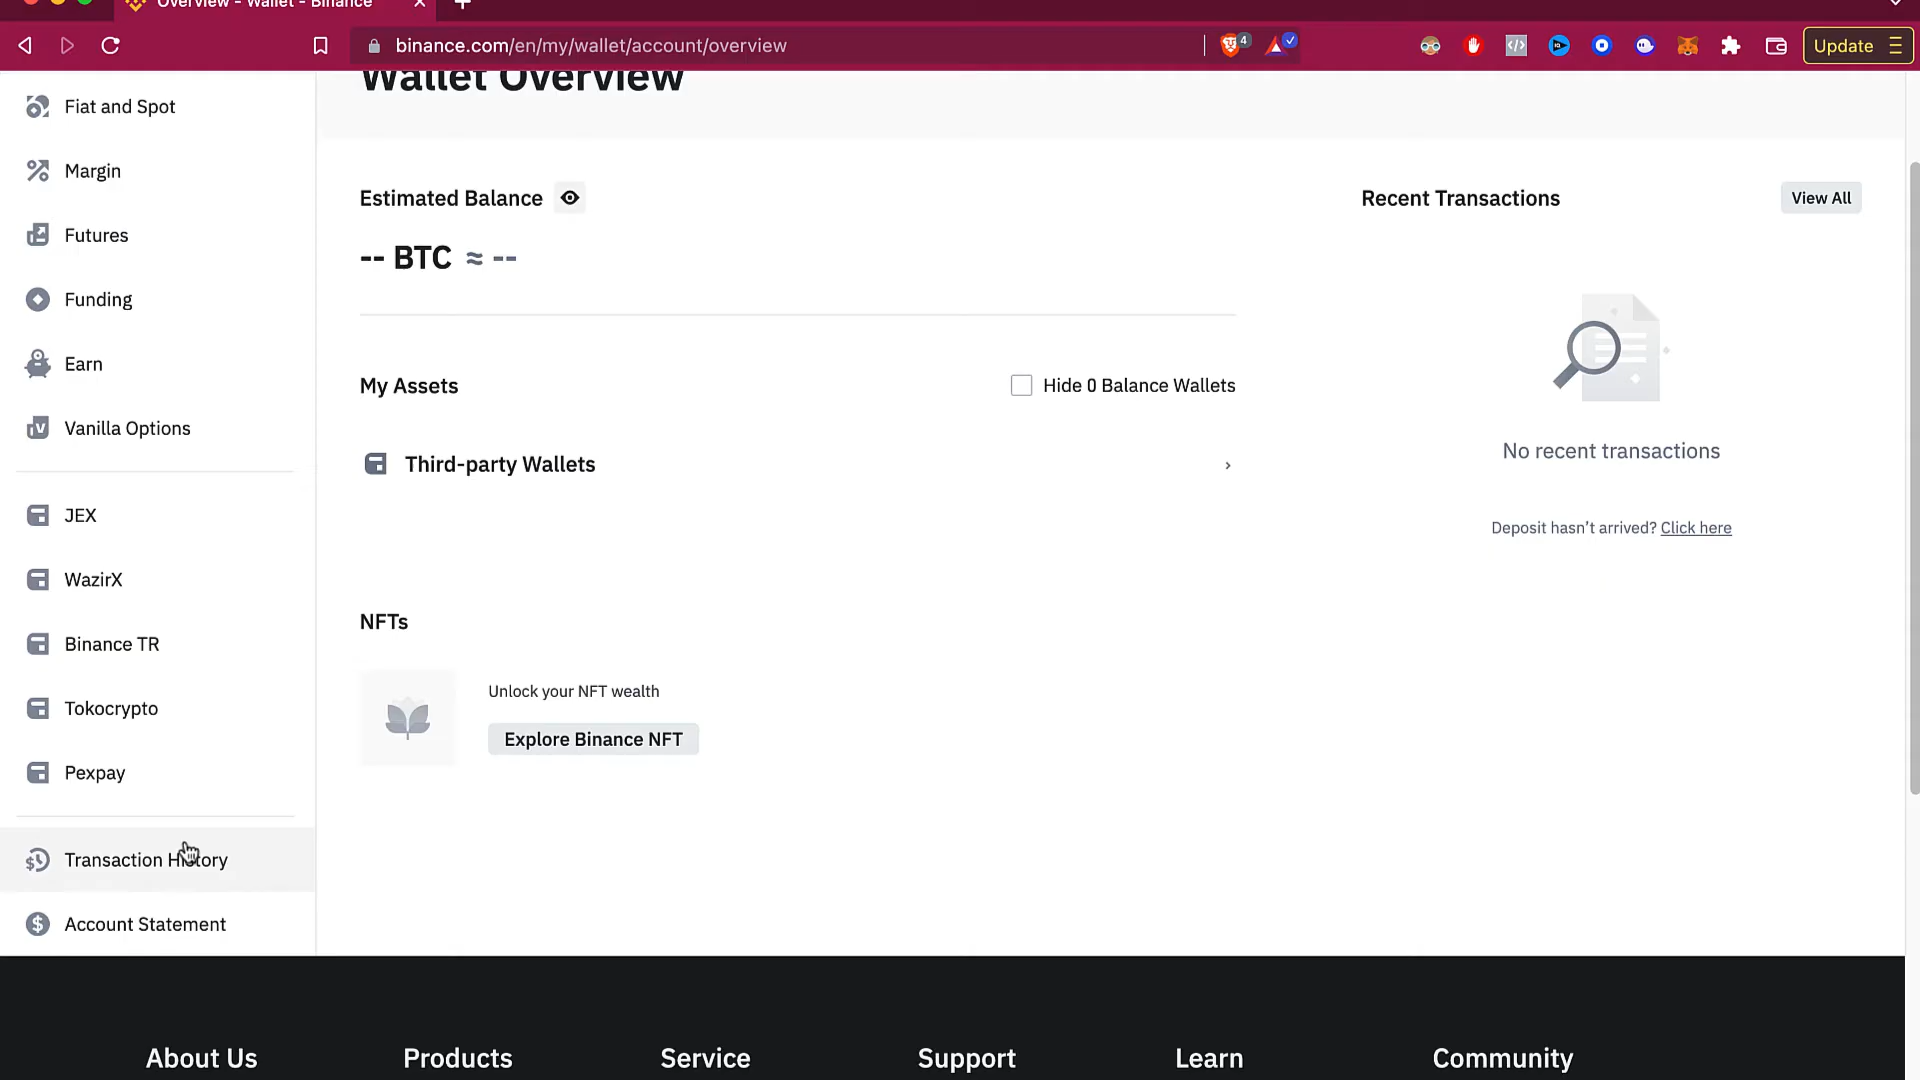 Overview - Wallet - Binance
binance.com/en/my/wallet/account/overview
4
Update
Wallet Overview
Fiat and Spot
Margin
Futures
Funding
Earn
Vanilla Options
JEX
WazirX
Binance TR
Tokocrypto
Pexpay
Transaction History
Account Statement
Estimated Balance
-- BTC ≈ --
My Assets
Hide 0 Balance Wallets
Third-party Wallets
NFTs
Unlock your NFT wealth
Explore Binance NFT
Recent Transactions
View All
No recent transactions
Deposit hasn't arrived? Click here
About Us
Products
Service
Support
Learn
Community